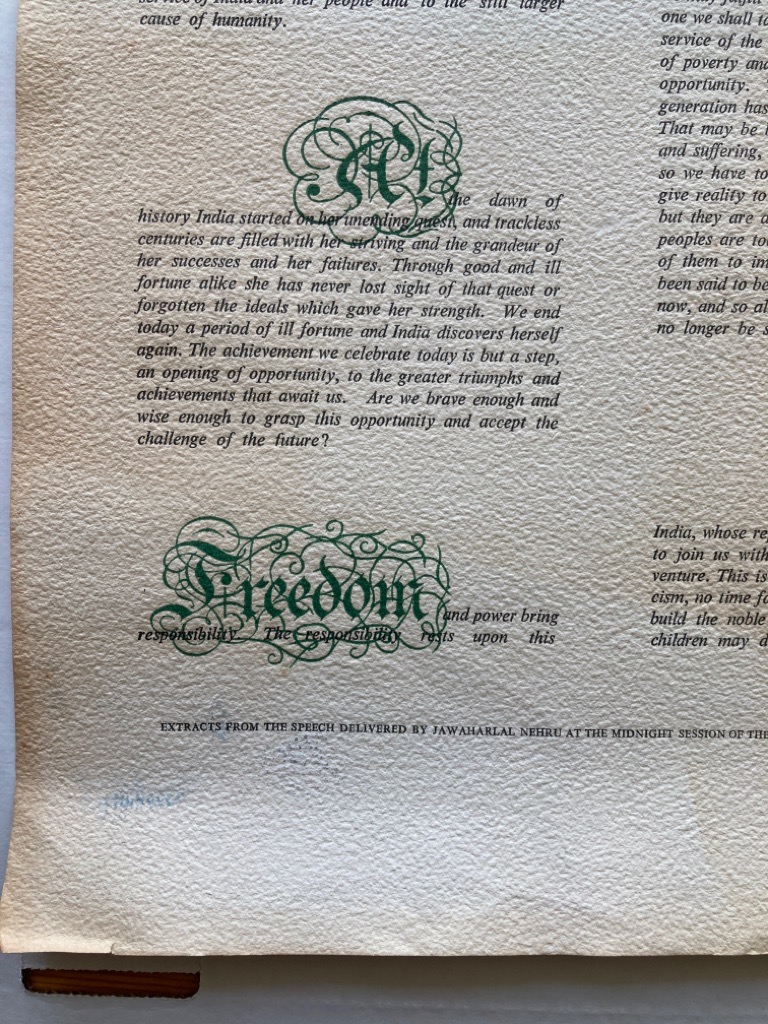 service of India and her people and to the still larger
cause of humanity.
At the dawn of
history India started on her unending quest, and trackless
centuries are filled with her striving and the grandeur of
her successes and her failures. Through good and ill
fortune alike she has never lost sight of that quest or
forgotten the ideals which gave her strength. We end
today a period of ill fortune and India discovers herself
again. The achievement we celebrate today is but a step,
an opening of opportunity, to the greater triumphs and
achievements that await us. Are we brave enough and
wise enough to grasp this opportunity and accept the
challenge of the future?
Freedom and power bring
responsibility. The responsibility rests upon this
one we shall
service of the
of poverty and
opportunity.
generation has
That may be
and suffering,
so we have to
give reality to
but they are
peoples are
of them to
been said to be
now, and so
no longer be
India, whose
to join us with
venture. This is
cism, no time
build the noble
children may
EXTRACTS FROM THE SPEECH DELIVERED BY JAWAHARLAL NEHRU AT THE MIDNIGHT SESSION OF THE